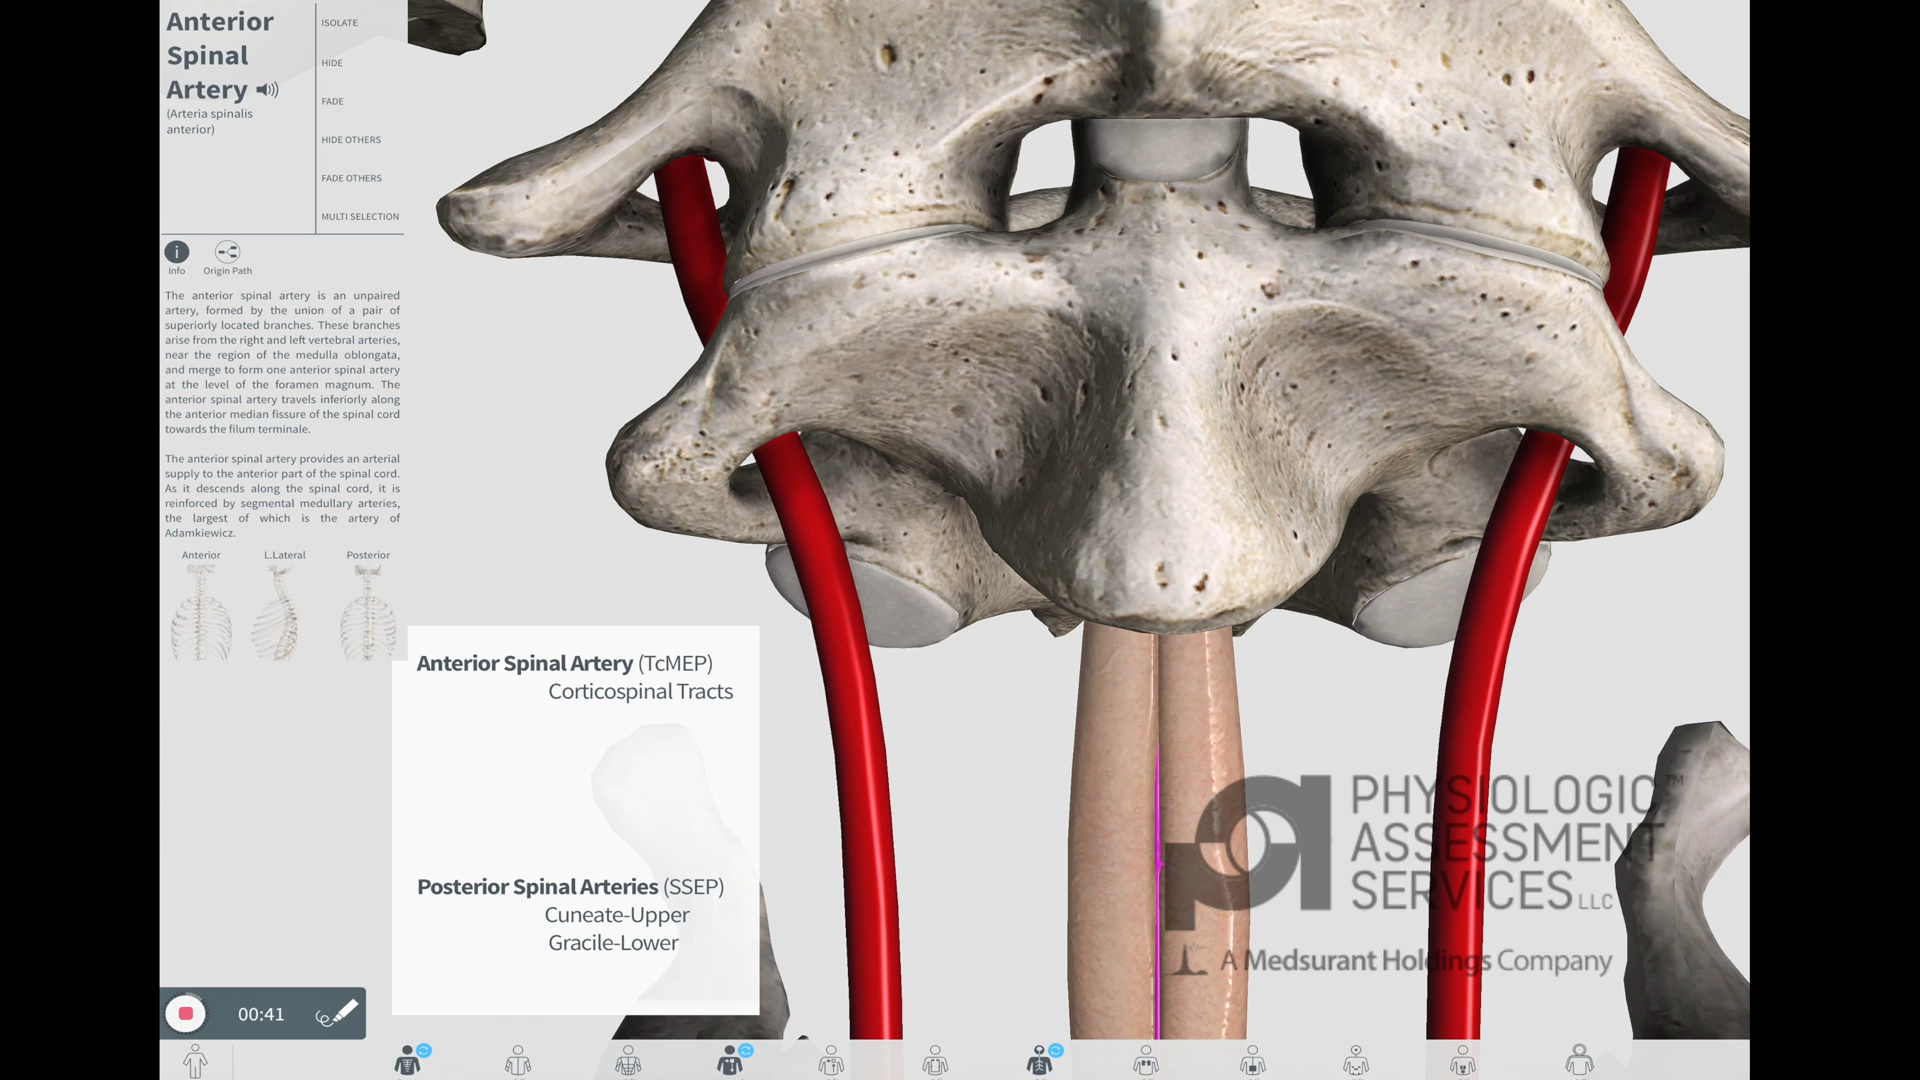 Anterior
Spinal
Artery
(Arteria spinalis
anterior)
ISOLATE
HIDE
FADE
HIDE OTHERS
FADE OTHERS
MULTI SELECTION
Info
Origin Path
The anterior spinal artery is an unpaired
artery, formed by the union of a pair of
superiorly located branches. These branches
arise from the right and left vertebral arteries,
near the region of the medulla oblongata,
and merge to form one anterior spinal artery
at the level of the foramen magnum. The
anterior spinal artery travels inferiorly along
the anterior median fissure of the spinal cord
towards the filum terminale.
The anterior spinal artery provides an arterial
supply to the anterior part of the spinal cord.
As it descends along the spinal cord, it is
reinforced by segmental medullary arteries,
the largest of which is the artery of
Adamkiewicz.
Anterior L.Lateral Posterior
Anterior Spinal Artery (TcMEP)
Corticospinal Tracts
Posterior Spinal Arteries (SSEP)
Cuneate-Upper
Gracile-Lower
PHYSIOLOGIC™
ASSESSMENT
SERVICES LLC
A Medsurant Holdings Company
00:41